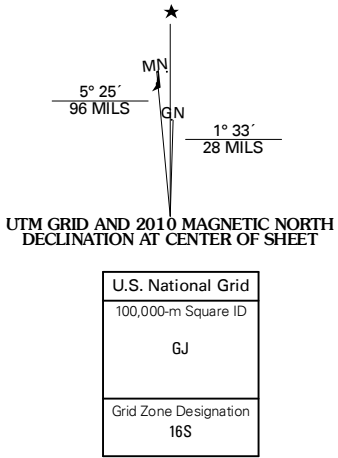 ★
MN
5° 25´
96 MILS
GN
1° 33´
28 MILS
UTM GRID AND 2010 MAGNETIC NORTH
DECLINATION AT CENTER OF SHEET
U.S. National Grid
100,000-m Square ID
GJ
Grid Zone Designation
16S